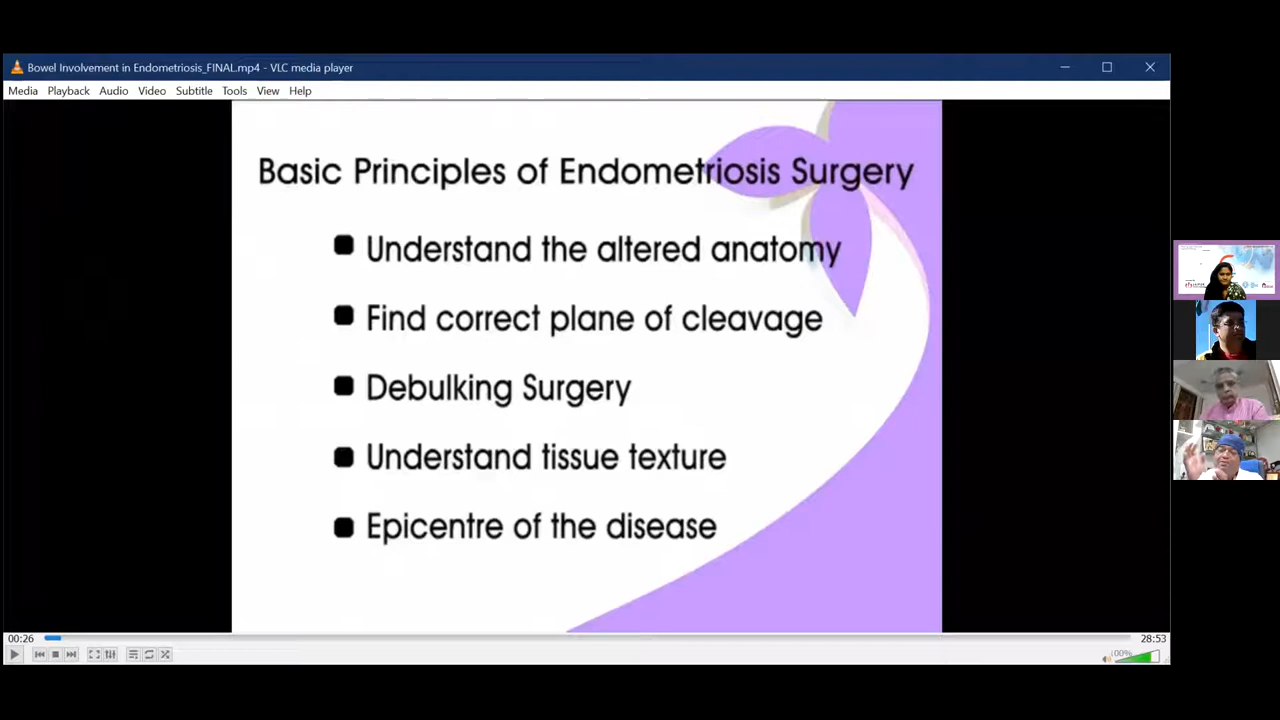 Bowel Involvement in Endometriosis_FINAL.mp4 - VLC media player
Media Playback Audio Video Subtitle Tools View Help
Basic Principles of Endometriosis Surgery
Understand the altered anatomy
Find correct plane of cleavage
Debulking Surgery
Understand tissue texture
Epicentre of the disease
00:26
28:53
100%